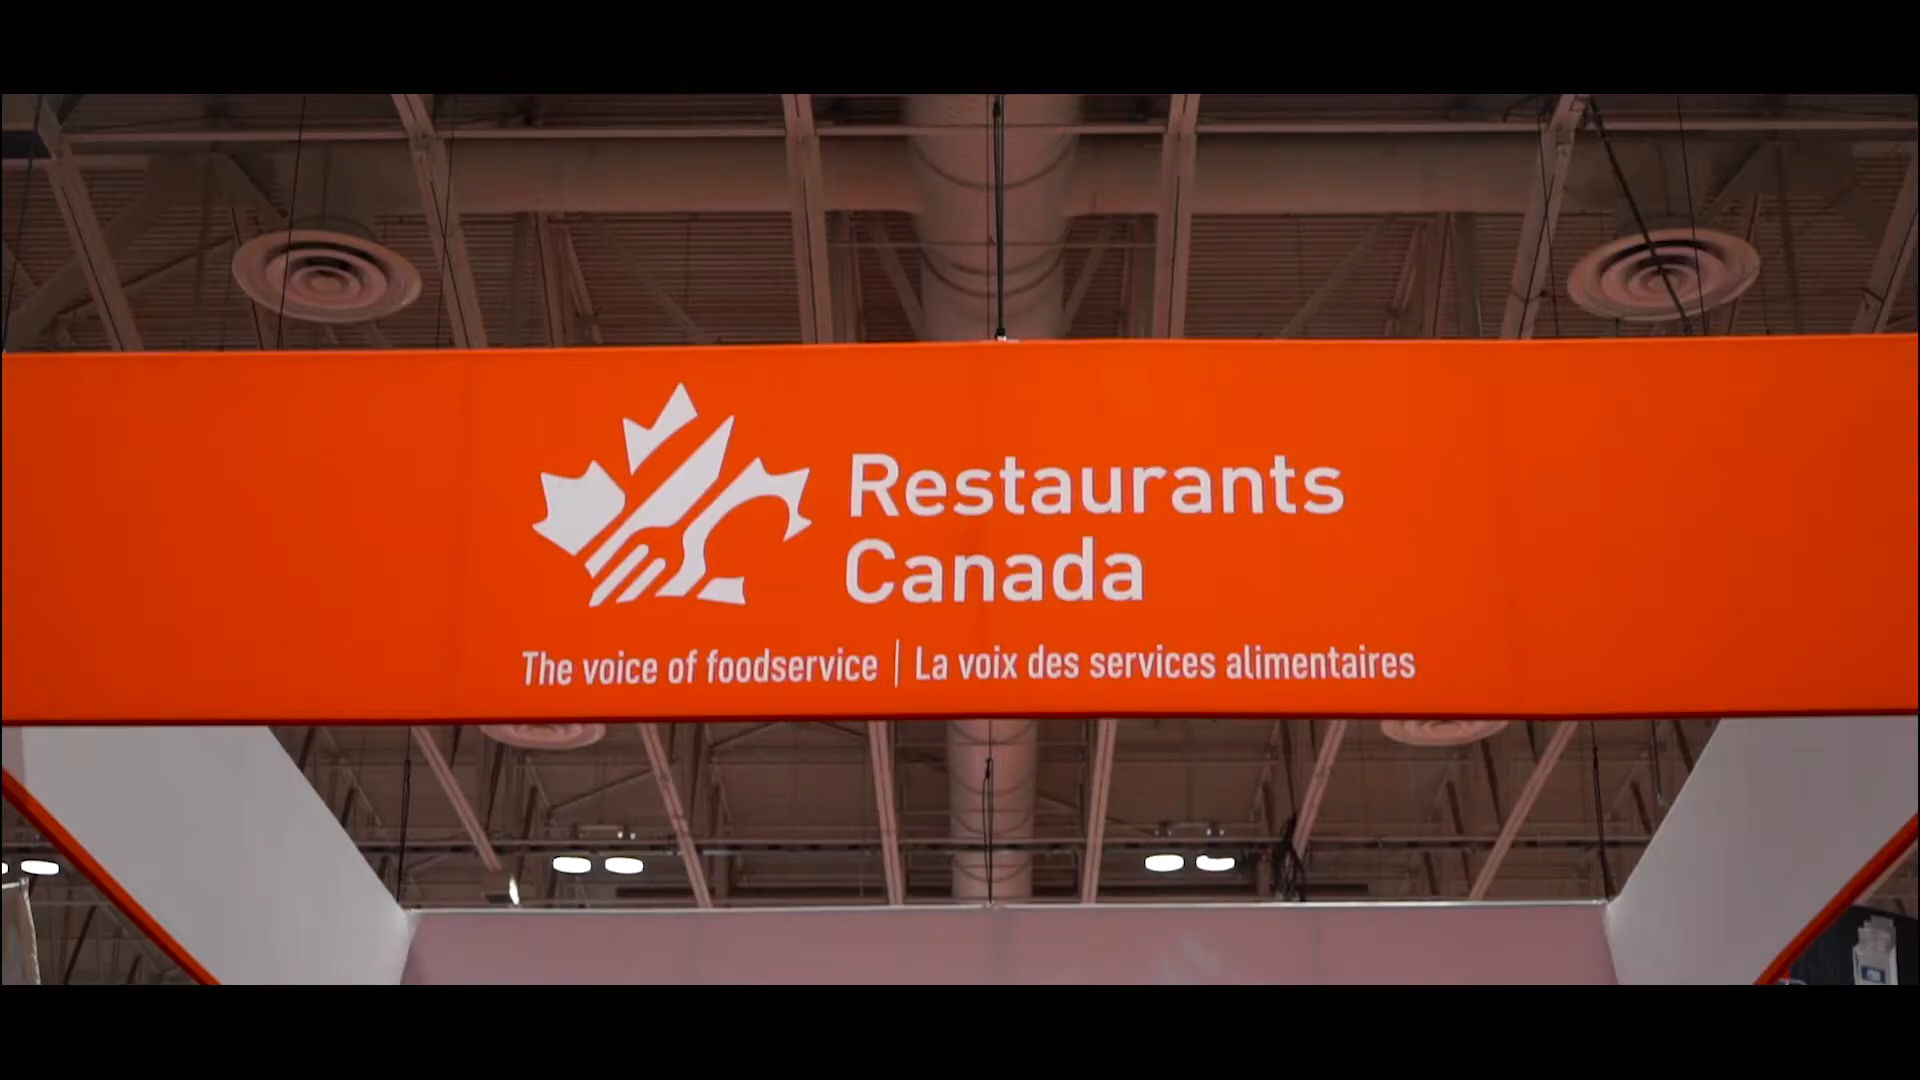 Restaurants
Canada
The voice of foodservice | La voix des services alimentaires